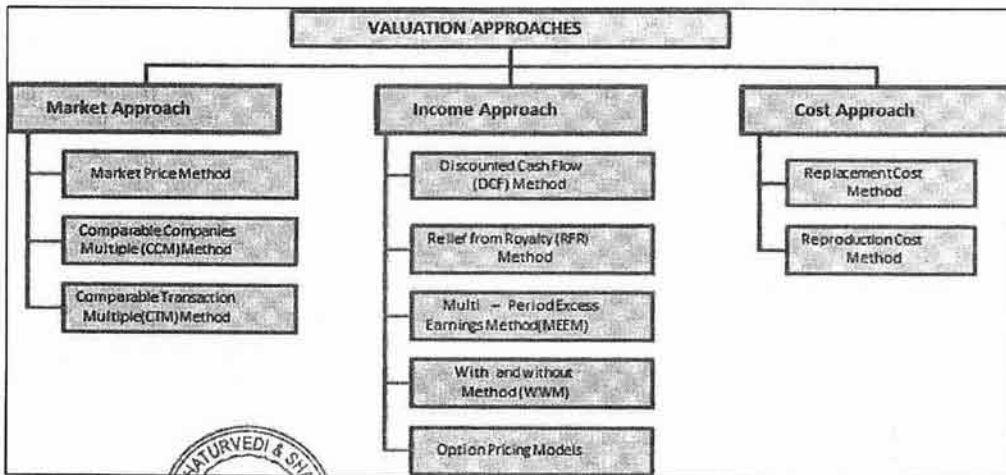 VALUATION APPROACHES
Market Approach
Market Price Method
Comparable Companies
Multiple (CCM) Method
Comparable Transaction
Multiple(CTM) Method
Income Approach
Discounted Cash Flow
(DCF) Method
Relief from Royalty (RFR)
Method
Multi – Period Excess
Earnings Method(MEEM)
With and without
Method (WWM)
Option Pricing Models
Cost Approach
Replacement Cost
Method
Reproduction Cost
Method
HATURVEDI & SHA